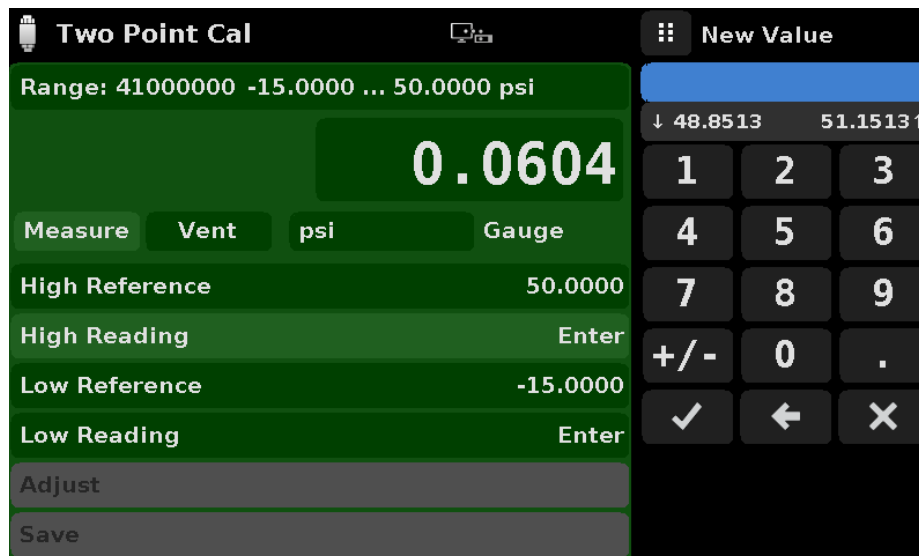 Two Point Cal
Range: 41000000 -15.0000 ... 50.0000 psi
0.0604
Measure Vent psi Gauge
High Reference 50.0000
High Reading Enter
Low Reference -15.0000
Low Reading Enter
Adjust
Save
New Value
↓ 48.8513 51.1513↑
1 2 3
4 5 6
7 8 9
+/- 0 .